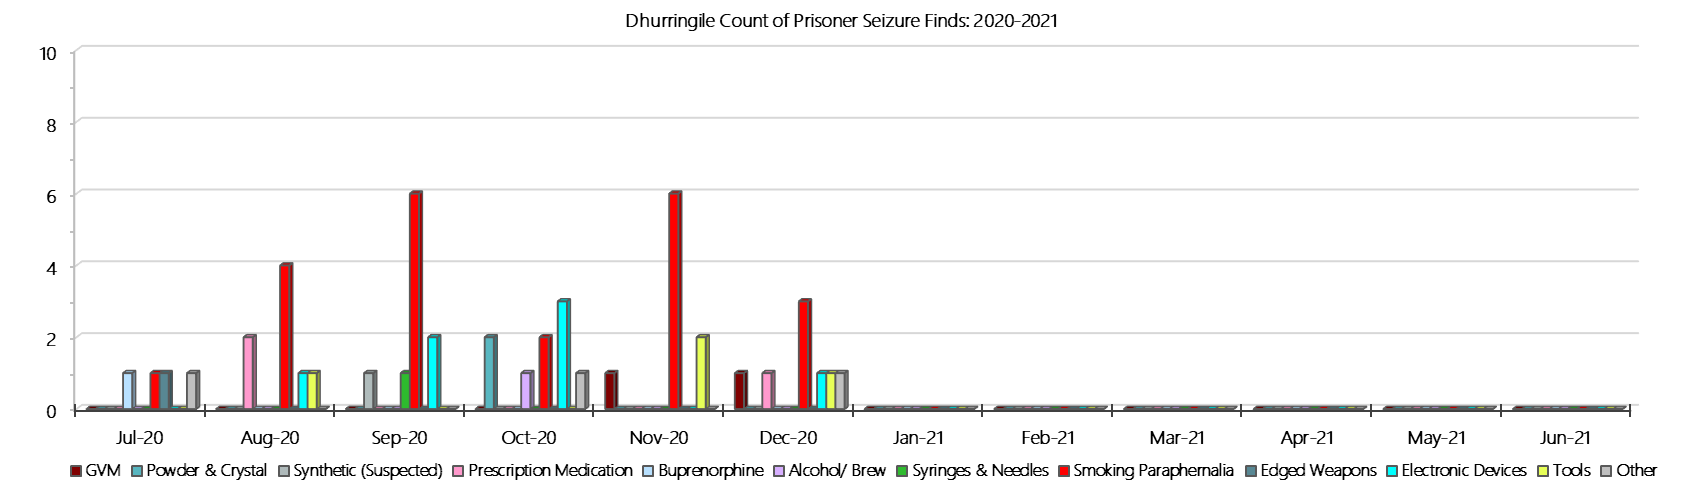 Dhurringile Count of Prisoner Seizure Finds: 2020-2021
10
8
6
4
2
0
Jul-20 Aug-20 Sep-20 Oct-20 Nov-20 Dec-20 Jan-21 Feb-21 Mar-21 Apr-21 May-21 Jun-21
GVM Powder & Crystal Synthetic (Suspected) Prescription Medication Buprenorphine Alcohol/ Brew Syringes & Needles Smoking Paraphernalia Edged Weapons Electronic Devices Tools Other